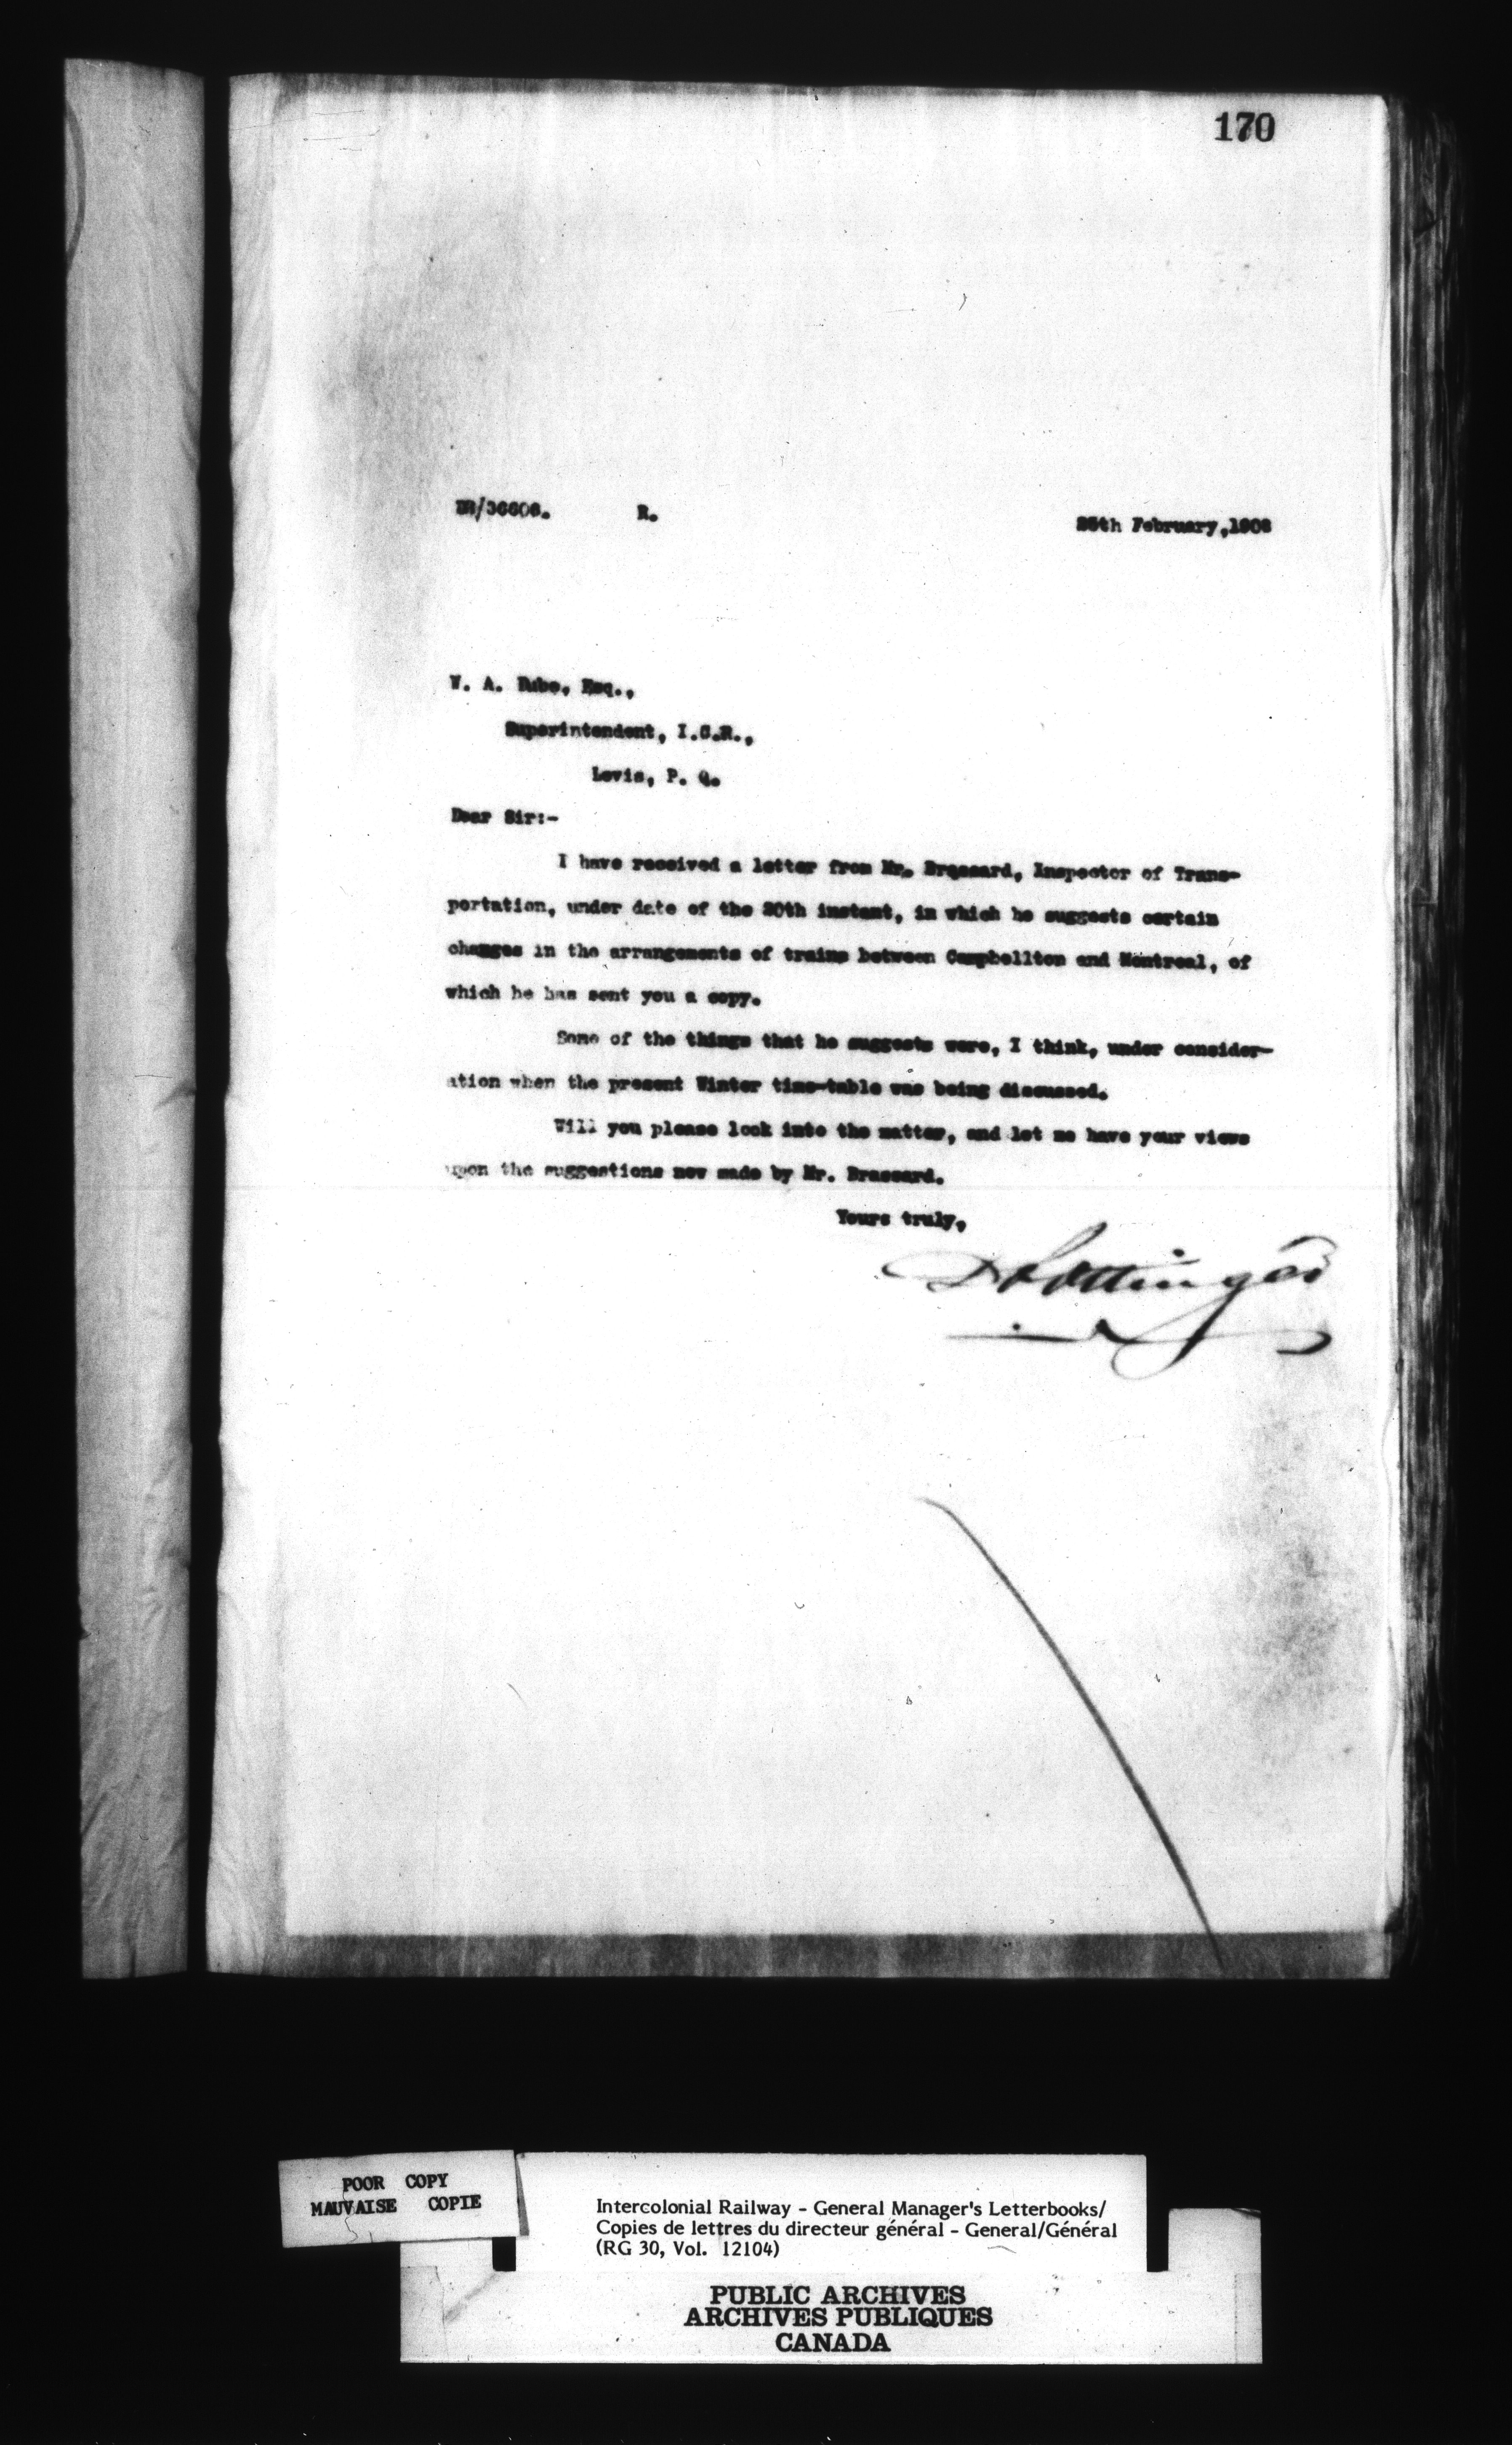 170
36606. R.
25th February, 1908
W. A. Dube, Esq.,
Superintendent, I.C.R.,
Levis, P. Q.
Dear Sir:-
I have received a letter from Mr. Brassard, Inspector of Trans-
portation, under date of the 20th instant, in which he suggests certain
changes in the arrangements of trains between Campbellton and Montreal, of
which he has sent you a copy.
Some of the things that he suggests were, I think, under consider-
ation when the present Winter time-table was being discussed.
Will you please look into the matter, and let me have your views
upon the suggestions now made by Mr. Brassard.
Yours truly,
D Pottinger
POOR COPY
MAUVAISE COPIE
Intercolonial Railway - General Manager's Letterbooks/
Copies de lettres du directeur général - General/Général
(RG 30, Vol. 12104)
PUBLIC ARCHIVES
ARCHIVES PUBLIQUES
CANADA